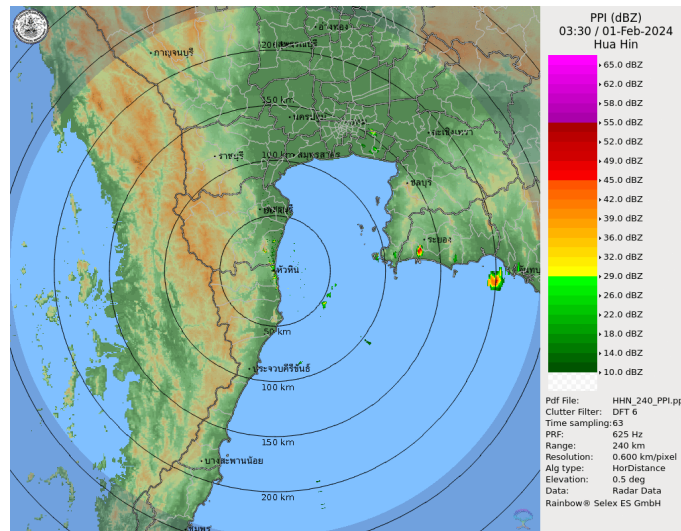 PPI (dBZ)
03:30 / 01-Feb-2024
Hua Hin
65.0 dBZ
62.0 dBZ
58.0 dBZ
55.0 dBZ
52.0 dBZ
49.0 dBZ
45.0 dBZ
42.0 dBZ
39.0 dBZ
36.0 dBZ
32.0 dBZ
29.0 dBZ
26.0 dBZ
22.0 dBZ
18.0 dBZ
14.0 dBZ
10.0 dBZ
Pdf File: HHN_240_PPI.pp
Clutter Filter: DFT 6
Time sampling:63
PRF: 625 Hz
Range: 240 km
Resolution: 0.600 km/pixel
Alg type: HorDistance
Elevation: 0.5 deg
Data: Radar Data
Rainbow® Selex ES GmbH
อ่างทอง
กาญจนบุรี
150 km
นครปฐม
ฉะเชิงเทรา
ราชบุรี
100 km
สมุทรสาคร
ชลบุรี
ระยอง
หัวหิน
50 km
ประจวบคีรีขันธ์
100 km
150 km
บางสะพานน้อย
200 km
ชุมพร